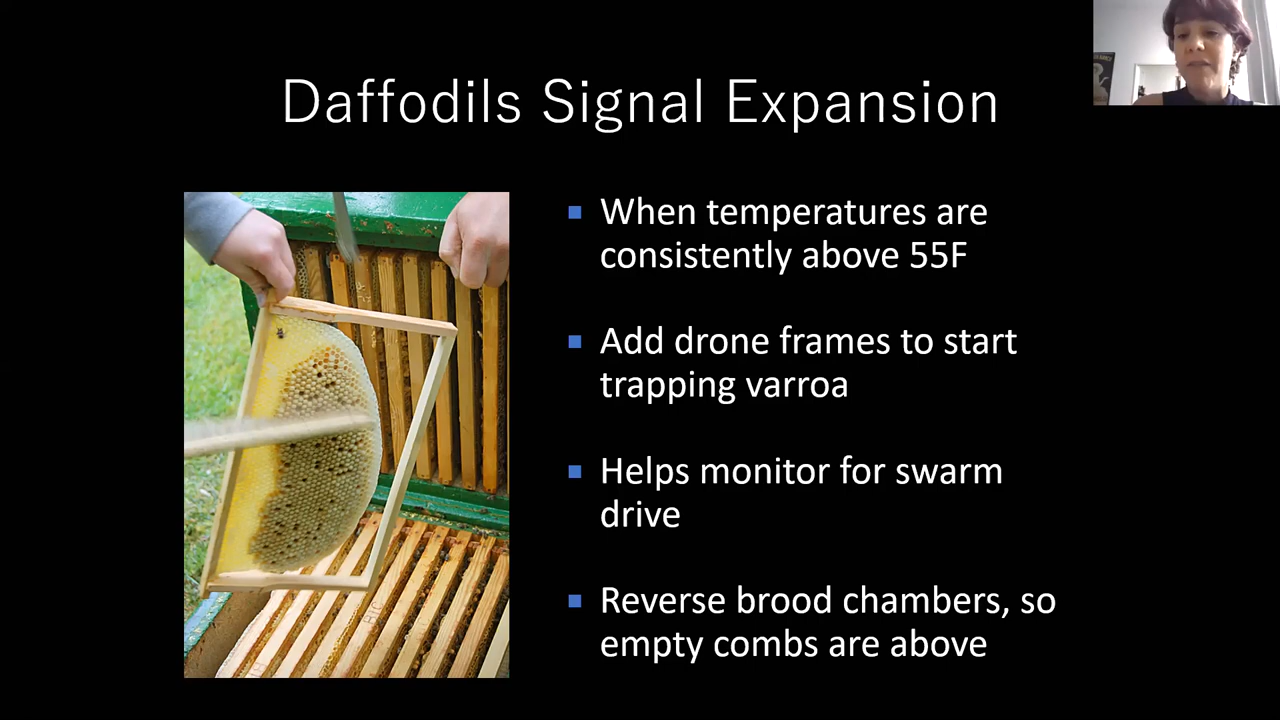 Daffodils Signal Expansion
When temperatures are
consistently above 55F
Add drone frames to start
trapping varroa
Helps monitor for swarm
drive
Reverse brood chambers, so
empty combs are above